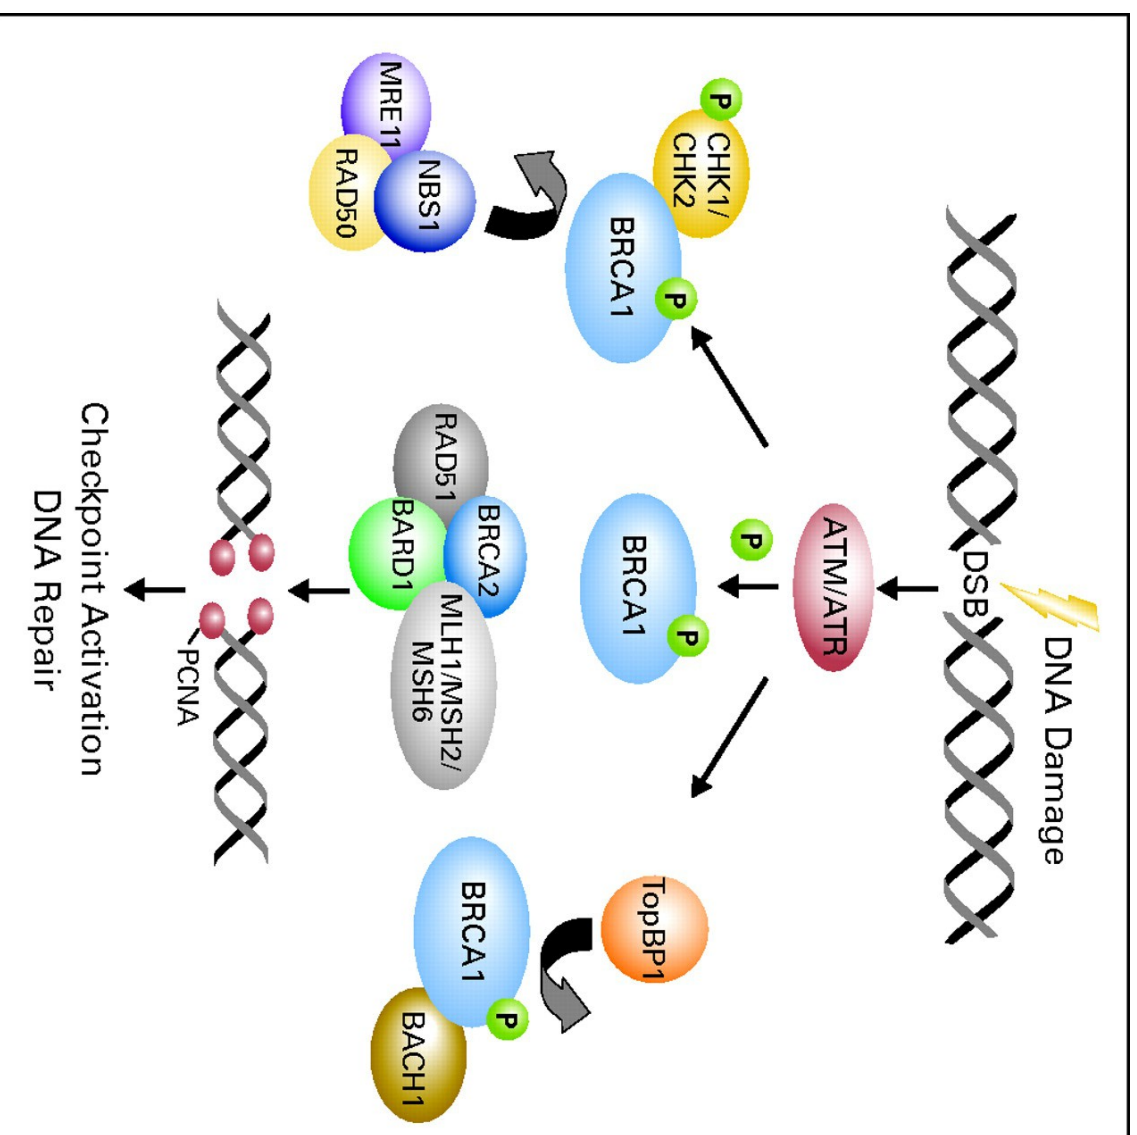 DNA Damage
DSB
ATM/ATR
P
P
CHK1/
CHK2
BRCA1
P
BRCA1
P
TopBP1
MRE11
NBS1
RAD50
RAD51
BRCA2
BARD1
MLH1/MSH2/
MSH6
BRCA1
P
BACH1
PCNA
Checkpoint Activation
DNA Repair